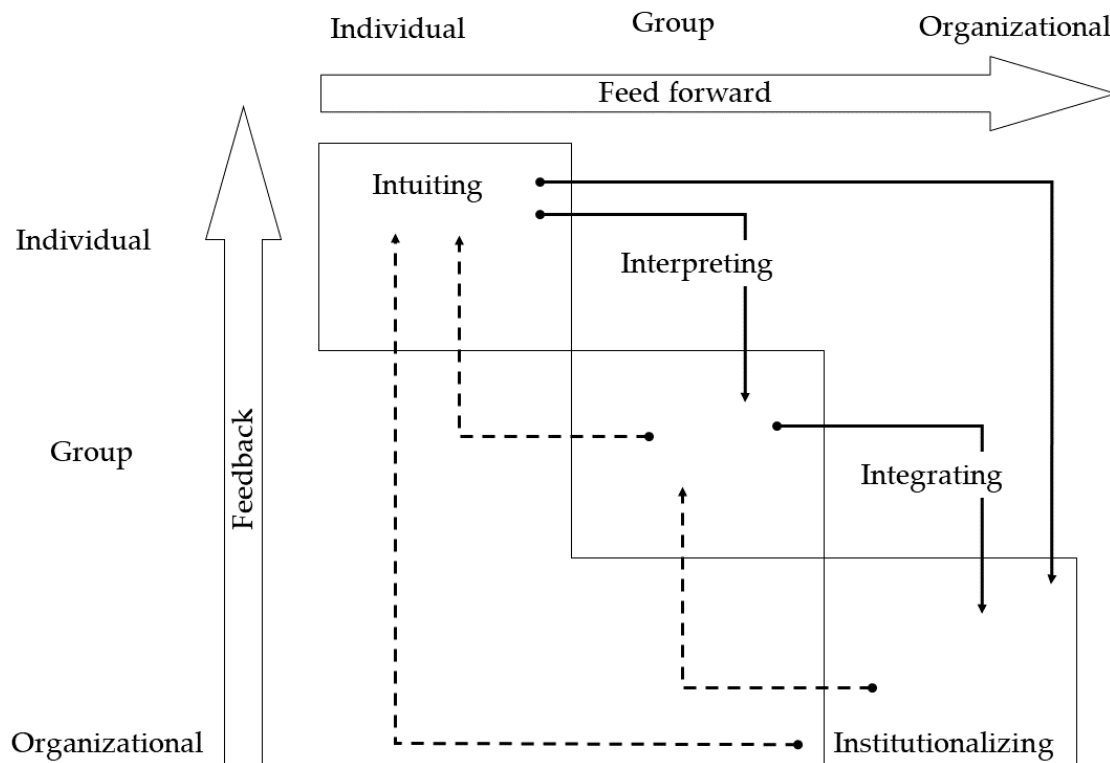 Individual
Group
Organizational
Feed forward
Intuiting
Individual
Interpreting
Group
Feedback
Integrating
Organizational
Institutionalizing